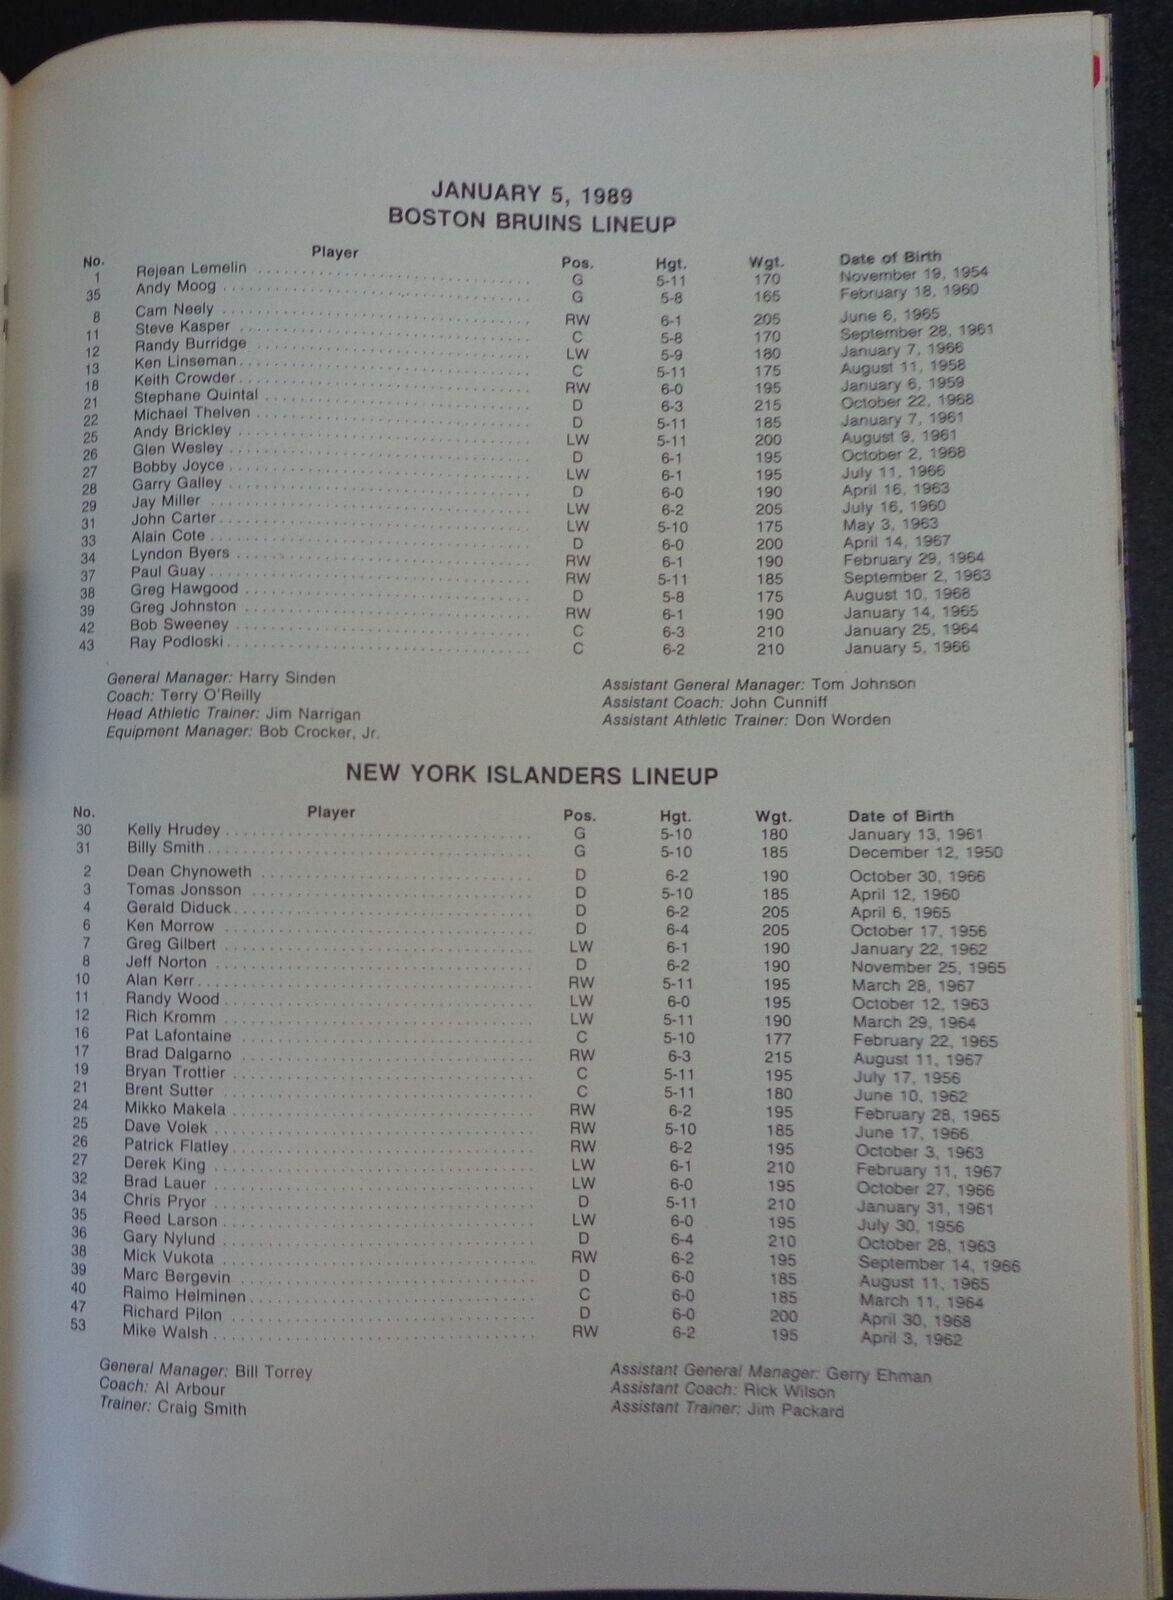 JANUARY 5, 1989
BOSTON BRUINS LINEUP
No. Player Pos. Hgt. Wgt. Date of Birth
1 Rejean Lemelin G 5-11 170 November 19, 1954
35 Andy Moog G 5-8 165 February 18, 1960
8 Cam Neely RW 6-1 205 June 6, 1965
11 Steve Kasper C 5-8 170 September 28, 1961
12 Randy Burridge LW 5-9 180 January 7, 1966
13 Ken Linseman C 5-11 175 August 11, 1958
18 Keith Crowder RW 6-0 195 January 6, 1959
21 Stephane Quintal D 6-3 215 October 22, 1968
22 Michael Thelven D 5-11 185 January 7, 1961
25 Andy Brickley LW 5-11 200 August 9, 1961
26 Glen Wesley D 6-1 195 October 2, 1968
27 Bobby Joyce LW 6-1 195 July 11, 1966
28 Garry Galley D 6-0 190 April 16, 1963
29 Jay Miller LW 6-2 205 July 16, 1960
31 John Carter LW 5-10 175 May 3, 1963
33 Alain Cote D 6-0 200 April 14, 1967
34 Lyndon Byers RW 6-1 190 February 29, 1964
37 Paul Guay RW 5-11 185 September 2, 1963
38 Greg Hawgood D 5-8 175 August 10, 1968
39 Greg Johnston RW 6-1 190 January 14, 1965
42 Bob Sweeney C 6-3 210 January 25, 1964
43 Ray Podloski C 6-2 210 January 5, 1966
General Manager: Harry Sinden Assistant General Manager: Tom Johnson
Coach: Terry O'Reilly Assistant Coach: John Cunniff
Head Athletic Trainer: Jim Narrigan Assistant Athletic Trainer: Don Worden
Equipment Manager: Bob Crocker, Jr.
NEW YORK ISLANDERS LINEUP
No. Player Pos. Hgt. Wgt. Date of Birth
30 Kelly Hrudey G 5-10 180 January 13, 1961
31 Billy Smith G 5-10 185 December 12, 1950
2 Dean Chynoweth D 6-2 190 October 30, 1966
3 Tomas Jonsson D 5-10 185 April 12, 1960
4 Gerald Diduck D 6-2 205 April 6, 1965
6 Ken Morrow D 6-4 205 October 17, 1956
7 Greg Gilbert LW 6-1 190 January 22, 1962
8 Jeff Norton D 6-2 190 November 25, 1965
10 Alan Kerr RW 5-11 195 March 28, 1967
11 Randy Wood LW 6-0 195 October 12, 1963
12 Rich Kromm LW 5-11 190 March 29, 1964
16 Pat Lafontaine C 5-10 177 February 22, 1965
17 Brad Dalgarno RW 6-3 215 August 11, 1967
19 Bryan Trottier C 5-11 195 July 17, 1956
21 Brent Sutter C 5-11 180 June 10, 1962
24 Mikko Makela RW 6-2 195 February 28, 1965
25 Dave Volek RW 5-10 185 June 17, 1966
26 Patrick Flatley RW 6-2 195 October 3, 1963
27 Derek King LW 6-1 210 February 11, 1967
32 Brad Lauer LW 6-0 195 October 27, 1966
34 Chris Pryor D 5-11 210 January 31, 1961
35 Reed Larson LW 6-0 195 July 30, 1956
36 Gary Nylund D 6-4 210 October 28, 1963
38 Mick Vukota RW 6-2 195 September 14, 1966
39 Marc Bergevin D 6-0 185 August 11, 1965
40 Raimo Helminen C 6-0 185 March 11, 1964
47 Richard Pilon D 6-0 200 April 30, 1968
53 Mike Walsh RW 6-2 195 April 3, 1962
General Manager: Bill Torrey Assistant General Manager: Gerry Ehman
Coach: Al Arbour Assistant Coach: Rick Wilson
Trainer: Craig Smith Assistant Trainer: Jim Packard